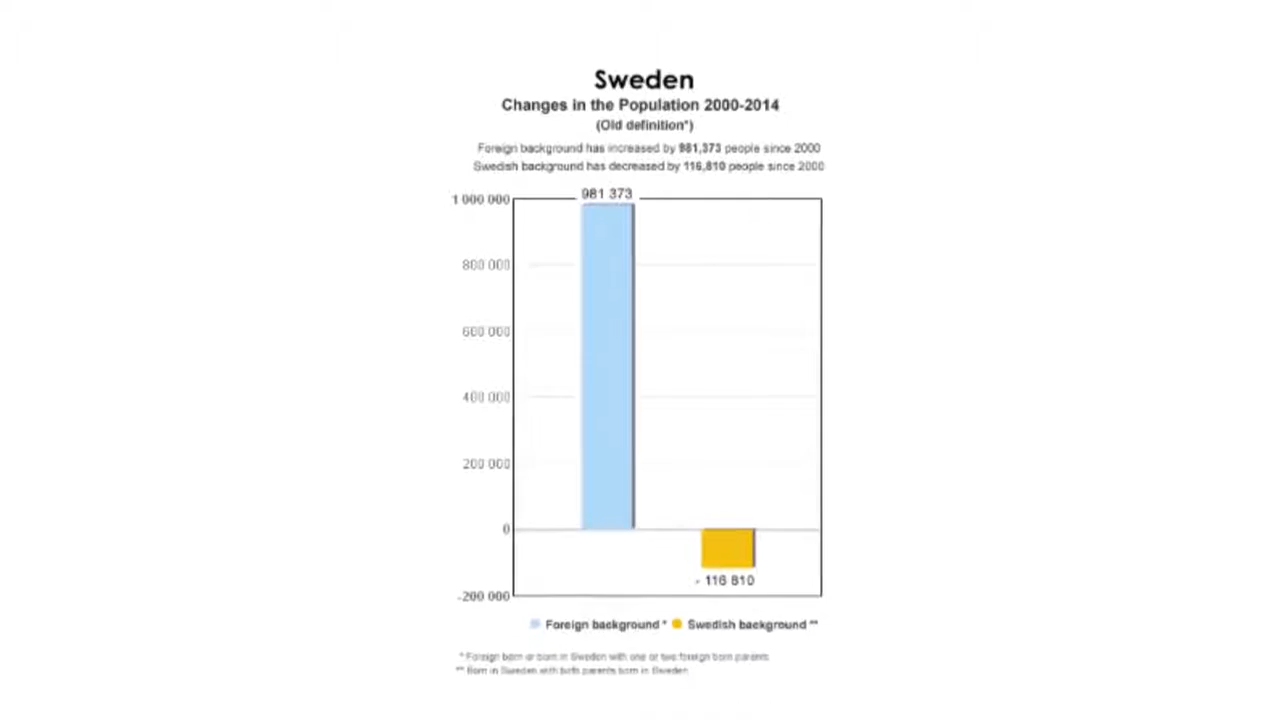 Sweden
Changes in the Population 2000-2014
(Old definition*)
Foreign background has increased by 981,373 people since 2000
Swedish background has decreased by 116,810 people since 2000
981 373
1 000 000
800 000
600 000
400 000
200 000
0
- 116 810
-200 000
Foreign background * Swedish background **
* Foreign born or born in Sweden with one or two foreign born parents
** Born in Sweden with both parents born in Sweden